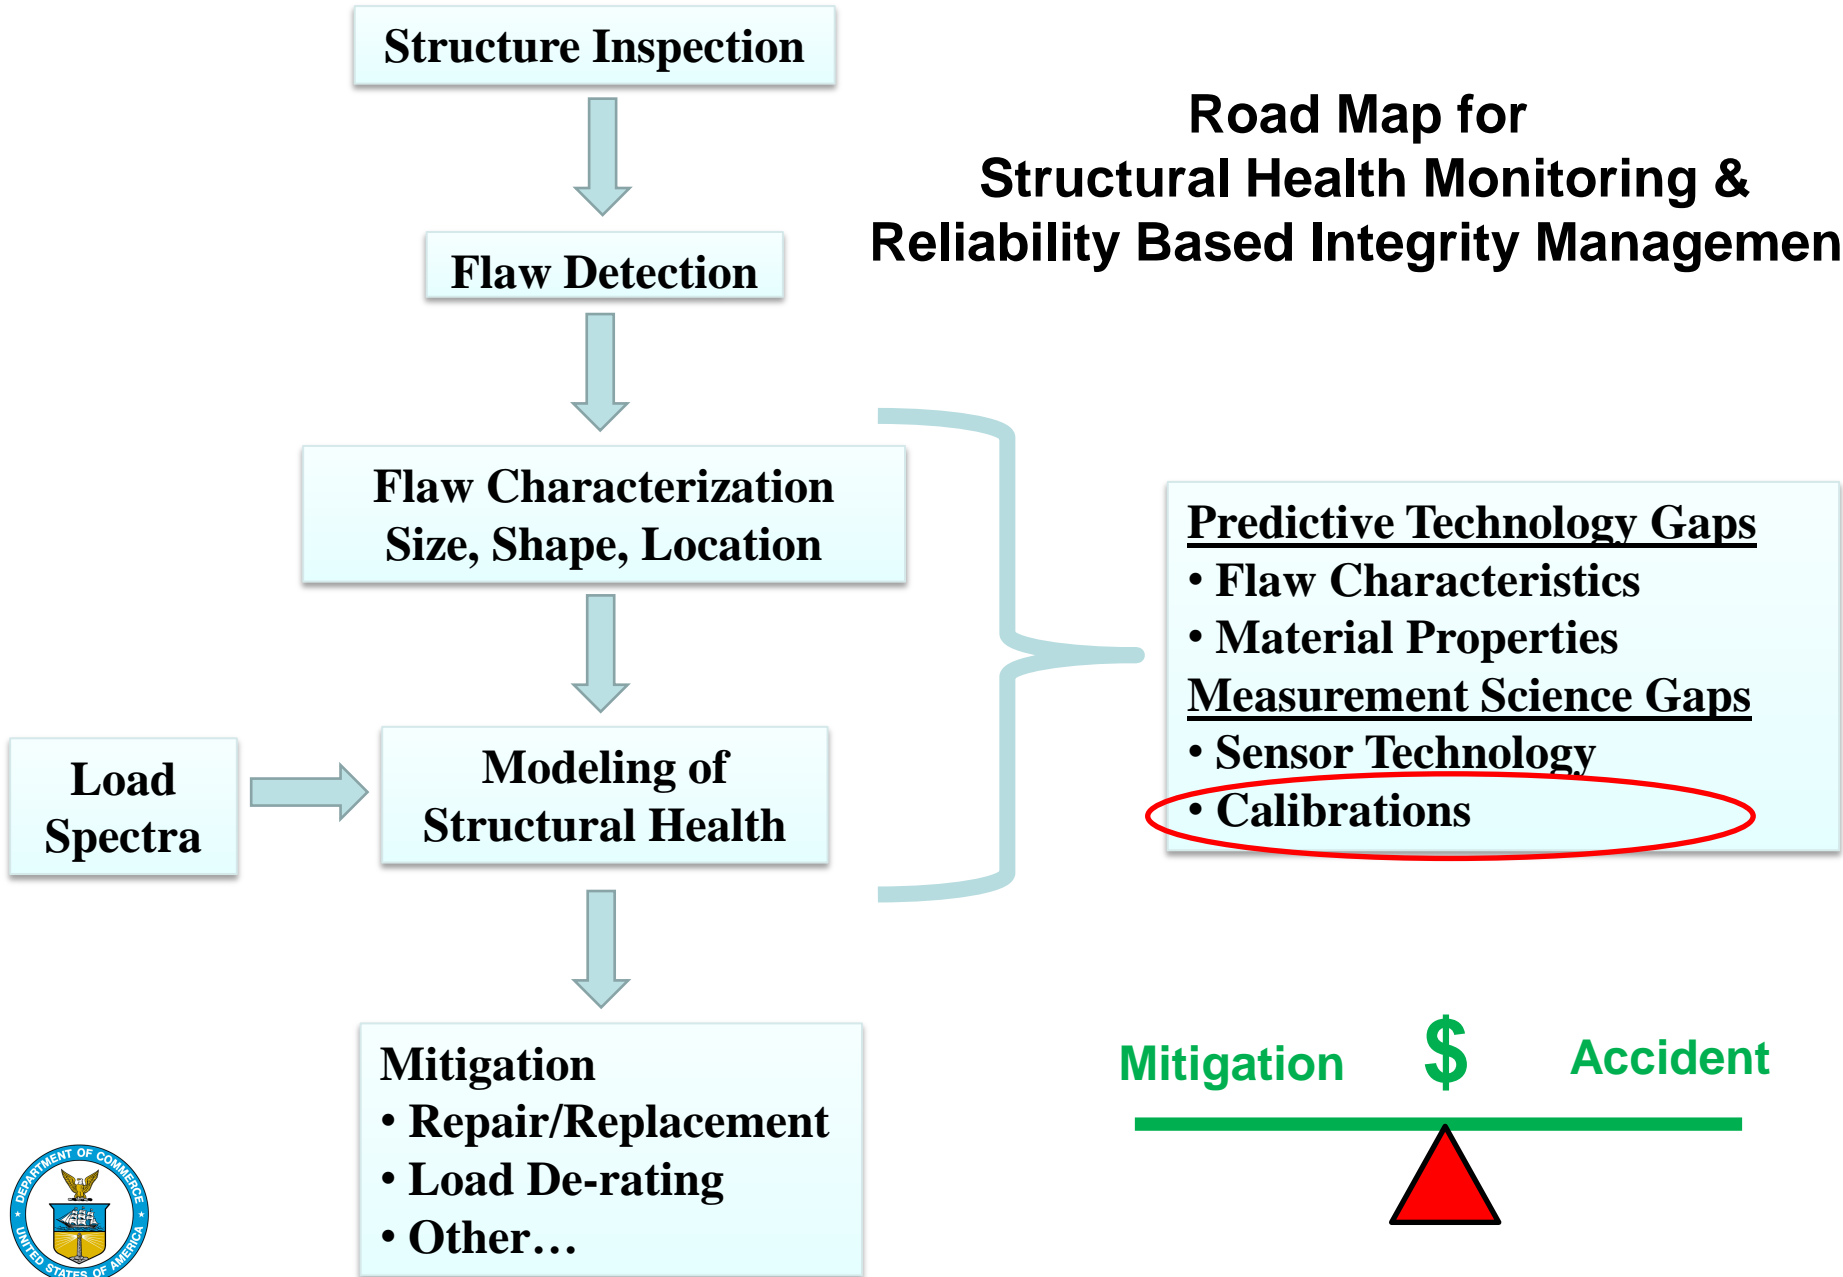 Structure Inspection
Road Map for
Structural Health Monitoring &
Reliability Based Integrity Managemen
Flaw Detection
Flaw Characterization
Size, Shape, Location
Predictive Technology Gaps
• Flaw Characteristics
• Material Properties
Measurement Science Gaps
• Sensor Technology
• Calibrations
Load
Spectra
Modeling of
Structural Health
Mitigation
• Repair/Replacement
• Load De-rating
• Other…
Mitigation $ Accident
DEPARTMENT OF COMMERCE
UNITED STATES OF AMERICA